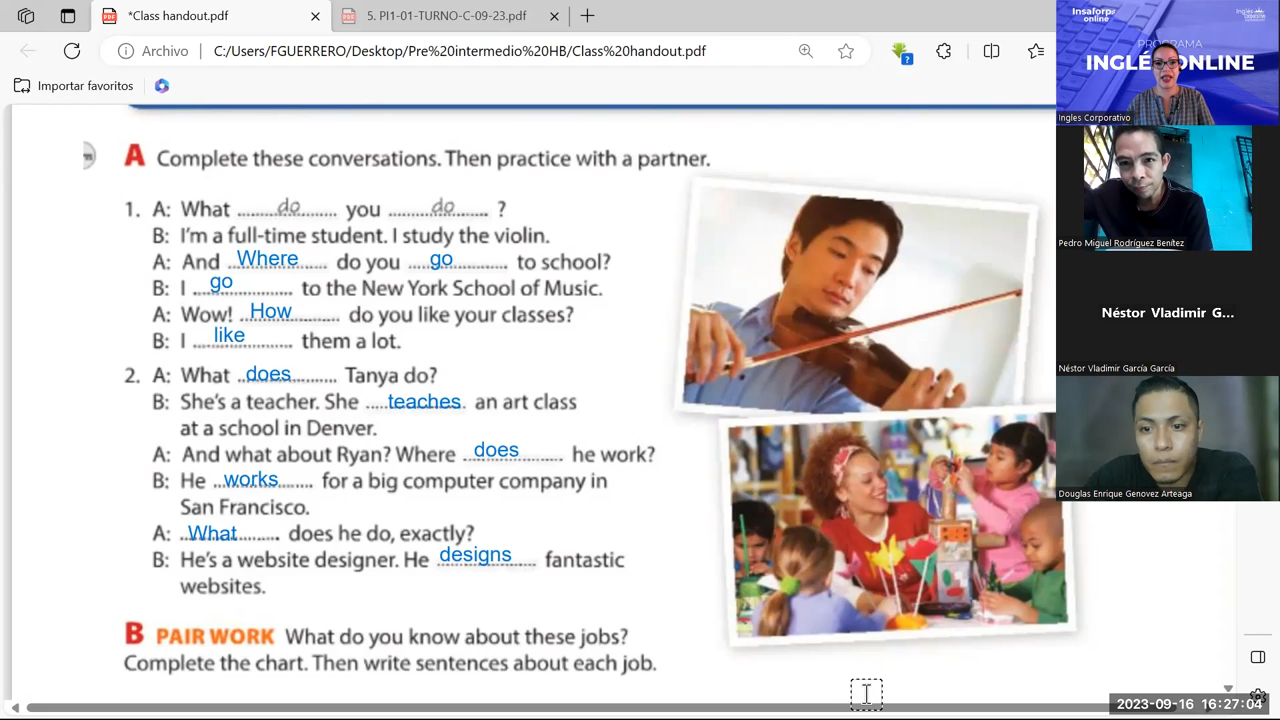 *Class handout.pdf
5. PI1-01-TURNO-C-09-23.pdf
Archivo C:/Users/FGUERRERO/Desktop/Pre%20Intermedio%20HB/Class%20handout.pdf
Importar favoritos
A Complete these conversations. Then practice with a partner.
1. A: What do you do ?
B: I'm a full-time student. I study the violin.
A: And Where do you go to school?
B: I go to the New York School of Music.
A: Wow! How do you like your classes?
B: I like them a lot.
2. A: What does Tanya do?
B: She's a teacher. She teaches an art class
at a school in Denver.
A: And what about Ryan? Where does he work?
B: He works for a big computer company in
San Francisco.
A: What does he do, exactly?
B: He's a website designer. He designs fantastic
websites.
B PAIR WORK What do you know about these jobs?
Complete the chart. Then write sentences about each job.
Insaforp
online
PROGRAMA
INGLÉS ONLINE
Ingles Corporativo
Pedro Miguel Rodríguez Benítez
Néstor Vladimir G...
Néstor Vladimir García García
Douglas Enrique Genovez Arteaga
2023-09-16 16:27:04